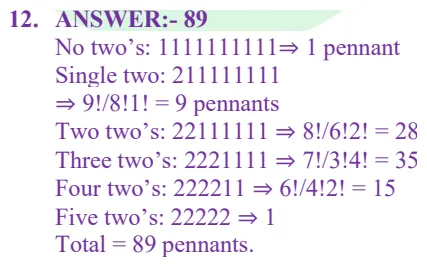 12. ANSWER:- 89
No two’s: 1111111111⇒ 1 pennant
Single two: 211111111
⇒ 9!/8!1! = 9 pennants
Two two’s: 22111111 ⇒ 8!/6!2! = 28
Three two’s: 2221111 ⇒ 7!/3!4! = 35
Four two’s: 222211 ⇒ 6!/4!2! = 15
Five two’s: 22222 ⇒ 1
Total = 89 pennants.